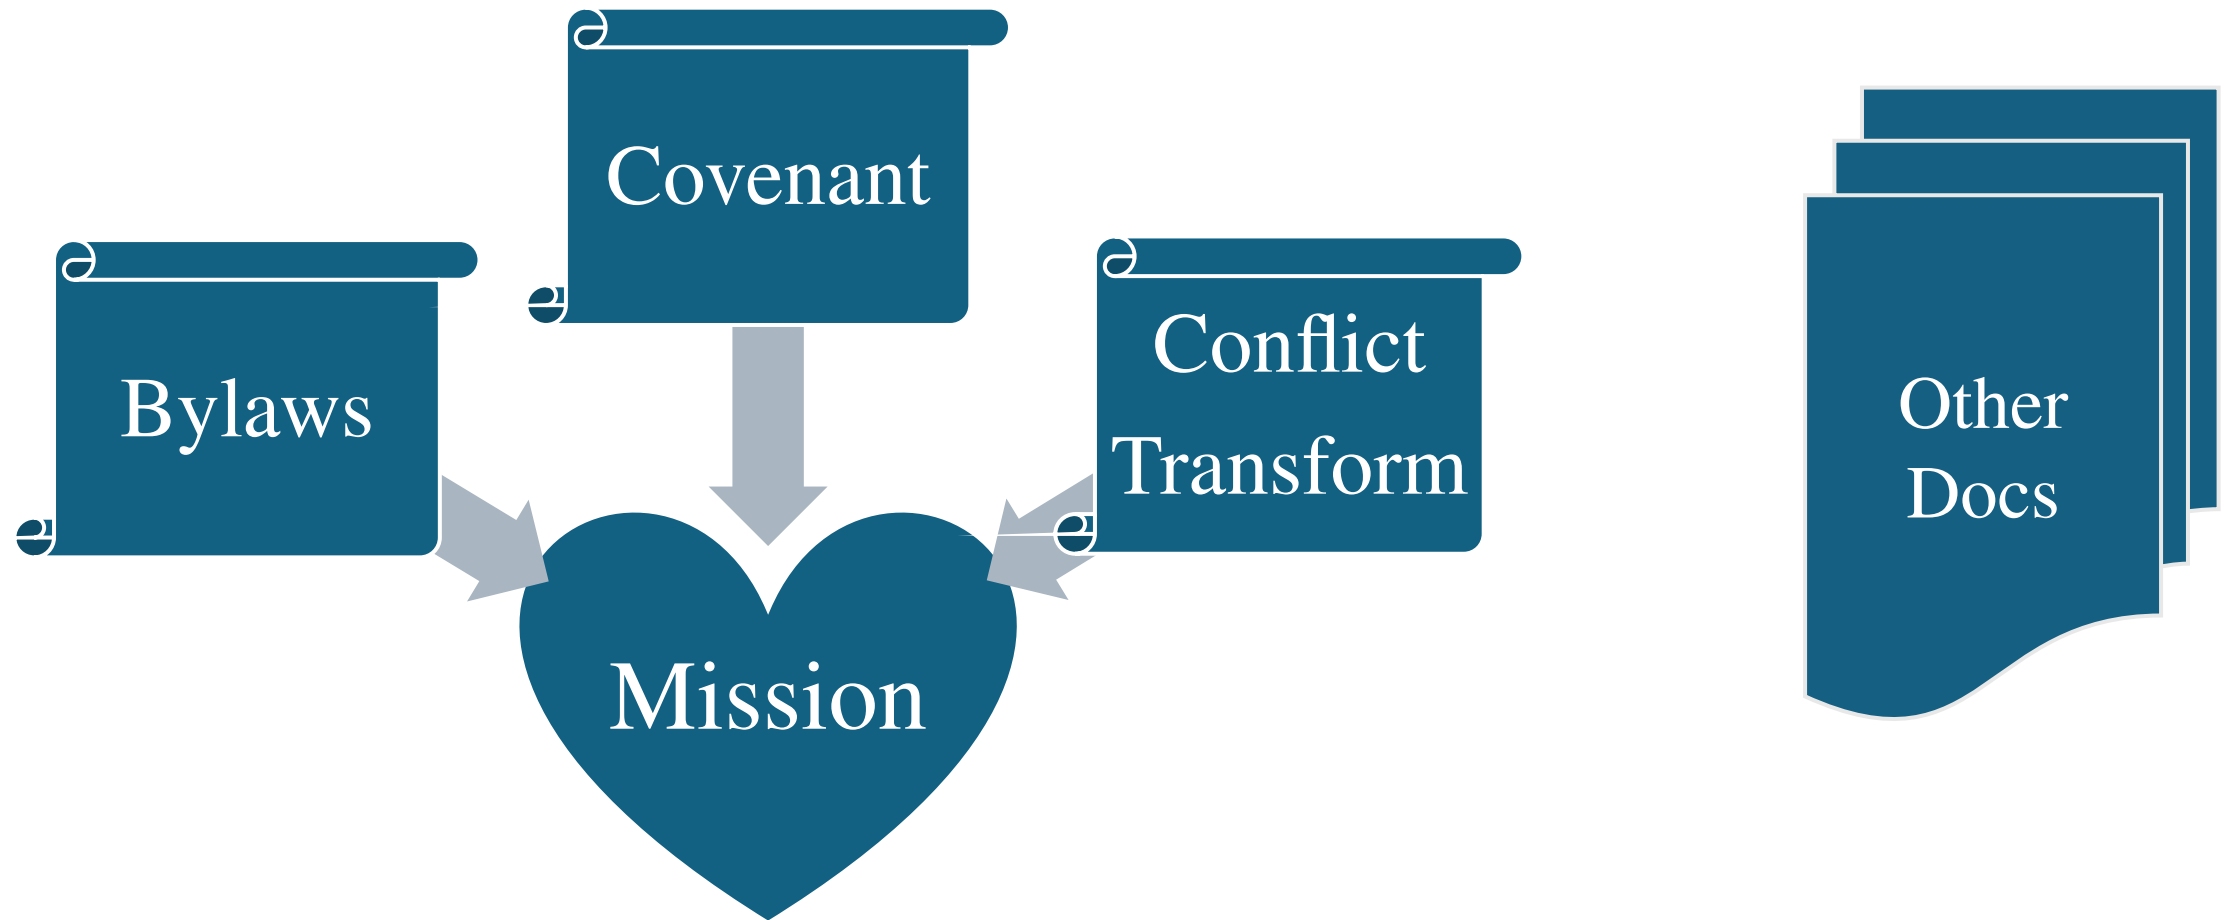 Covenant
Bylaws
Conflict
Transform
Mission
Other
Docs